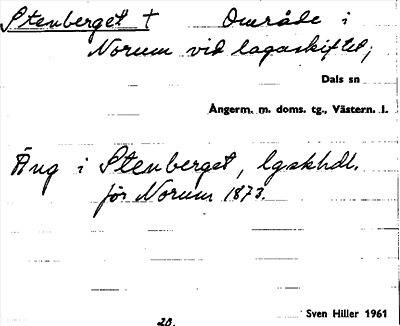 Stenberget † Område i
Norum vid lagaskiftet;
Dals sn
Ångerm. m. doms. tg., Västern. l.
Äng i Stenberget, lgskhdl.
för Norum 1873.
Sven Hiller 1961
28.